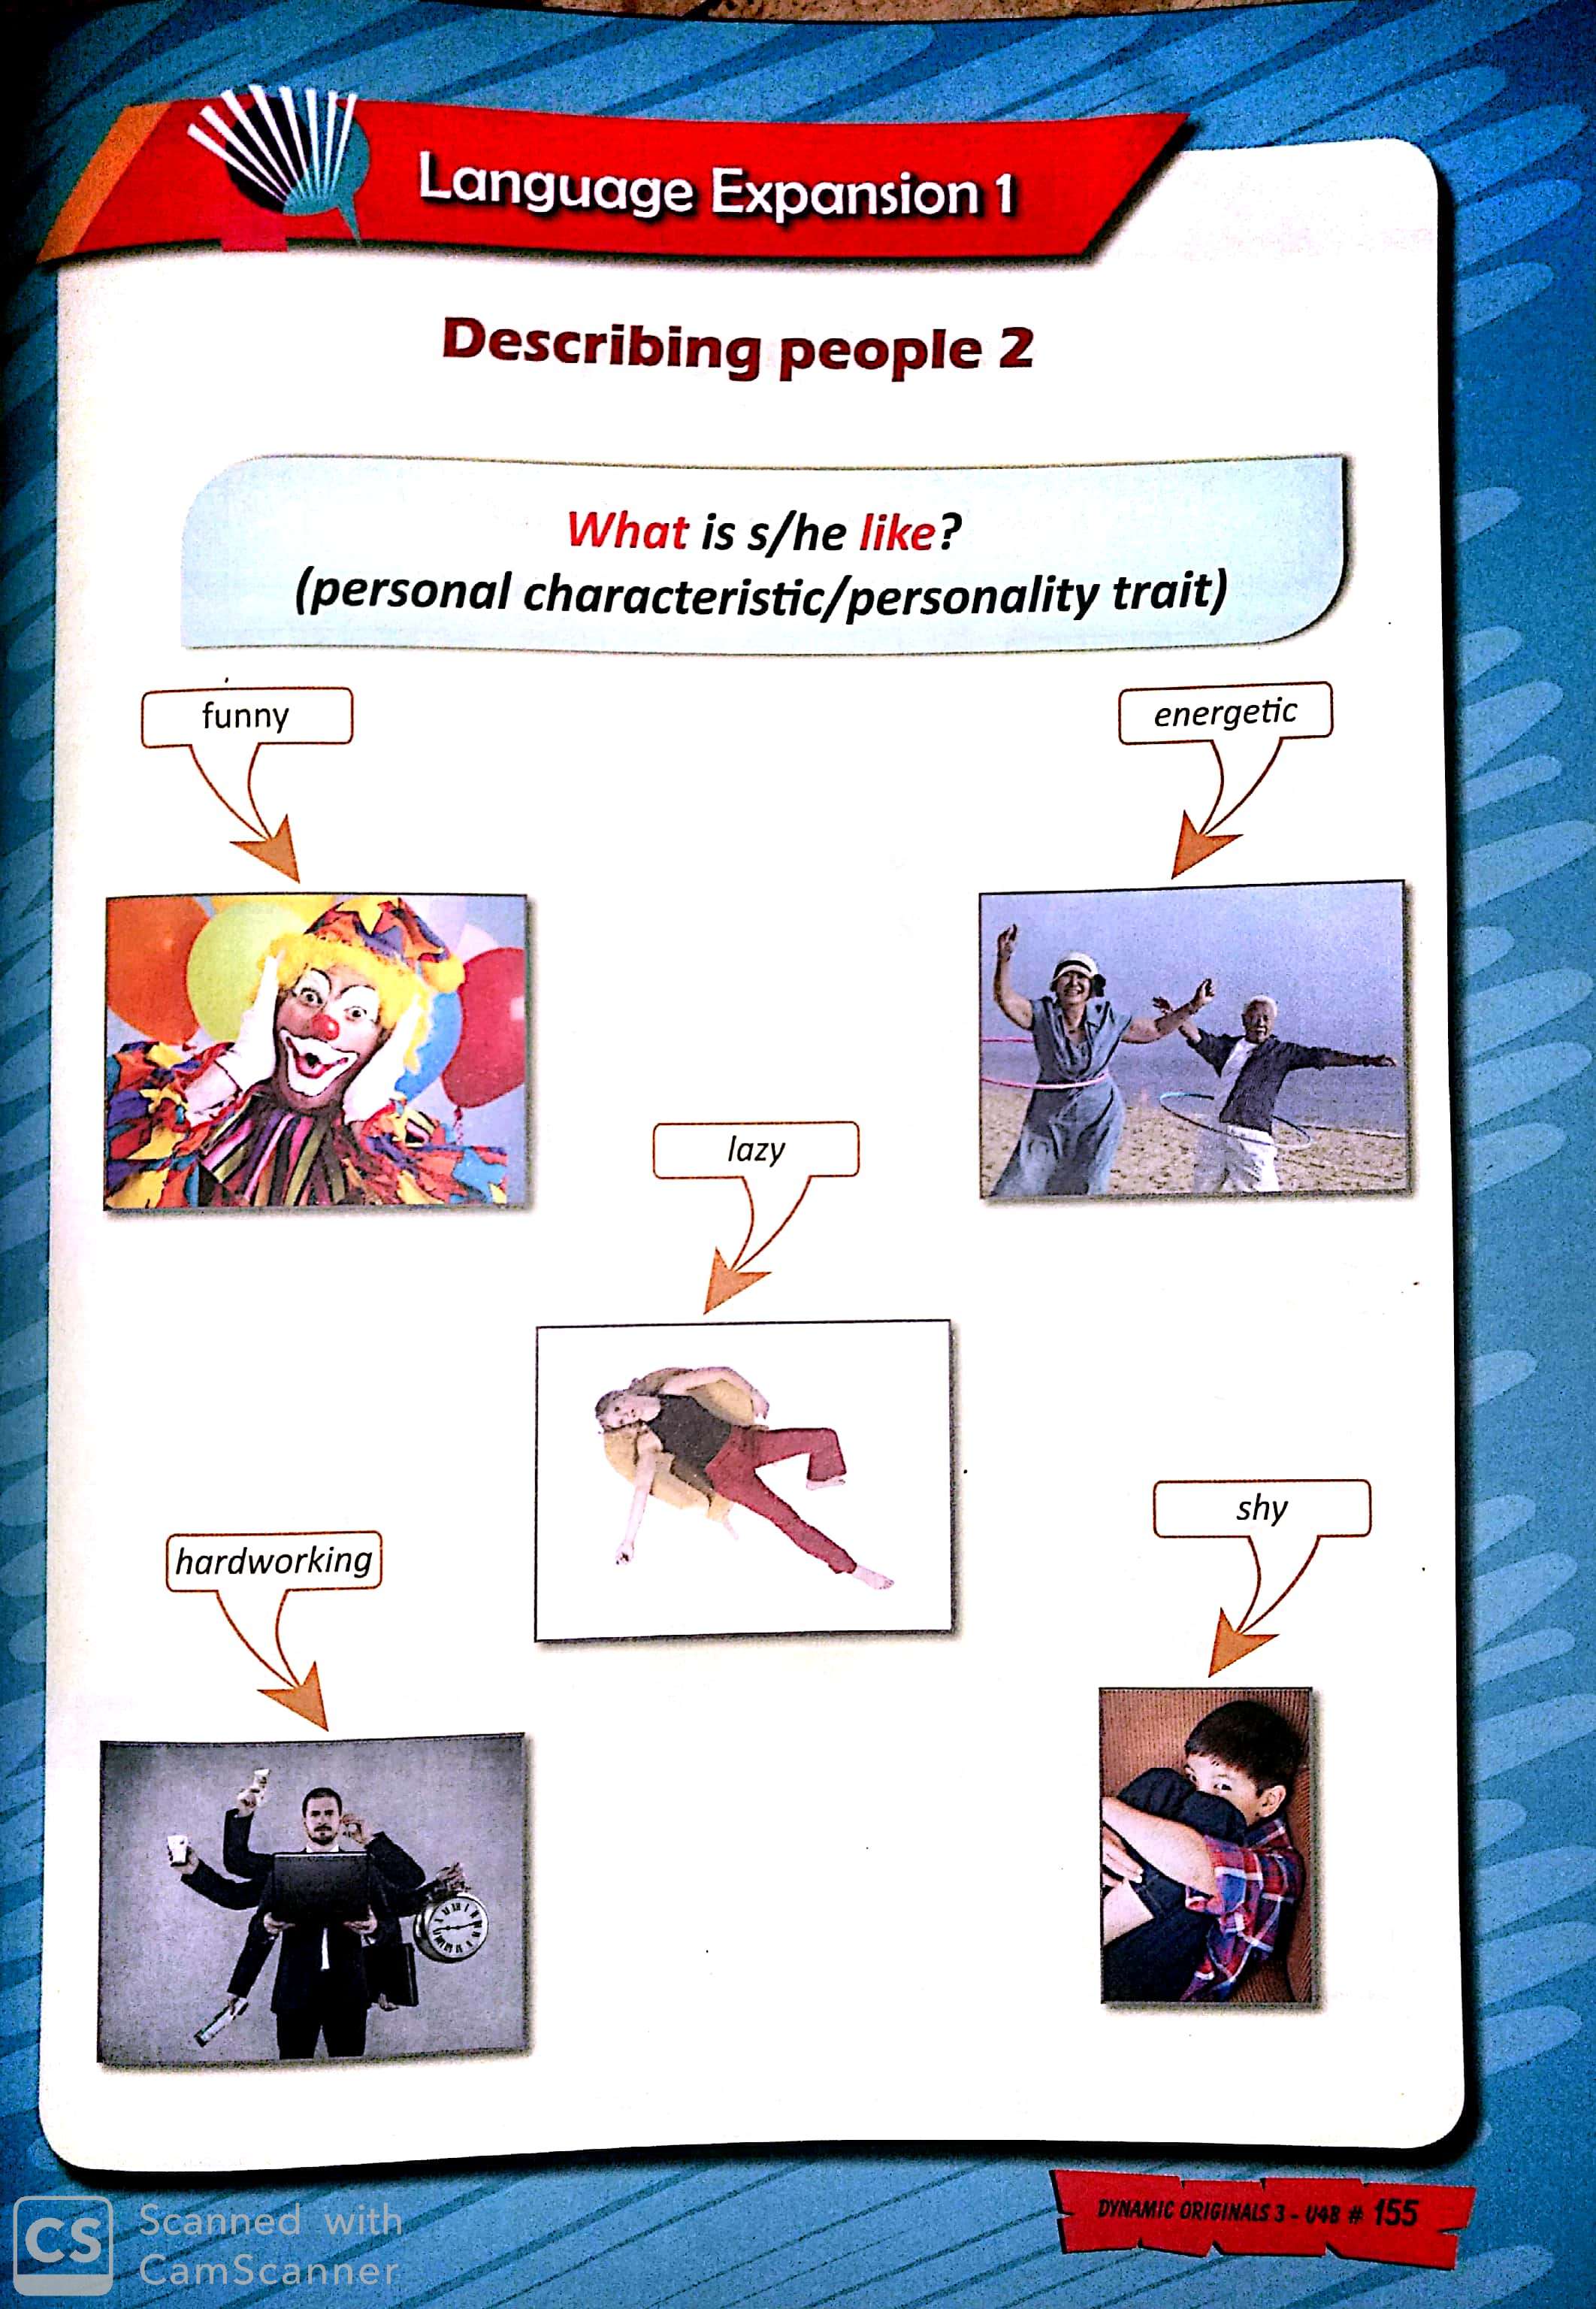 Language Expansion 1
Describing people 2
What is s/he like?
(personal characteristic/personality trait)
funny
energetic
lazy
hardworking
shy
DYNAMIC ORIGINALS 3 - U4B # 155
CS
Scanned with
CamScanner